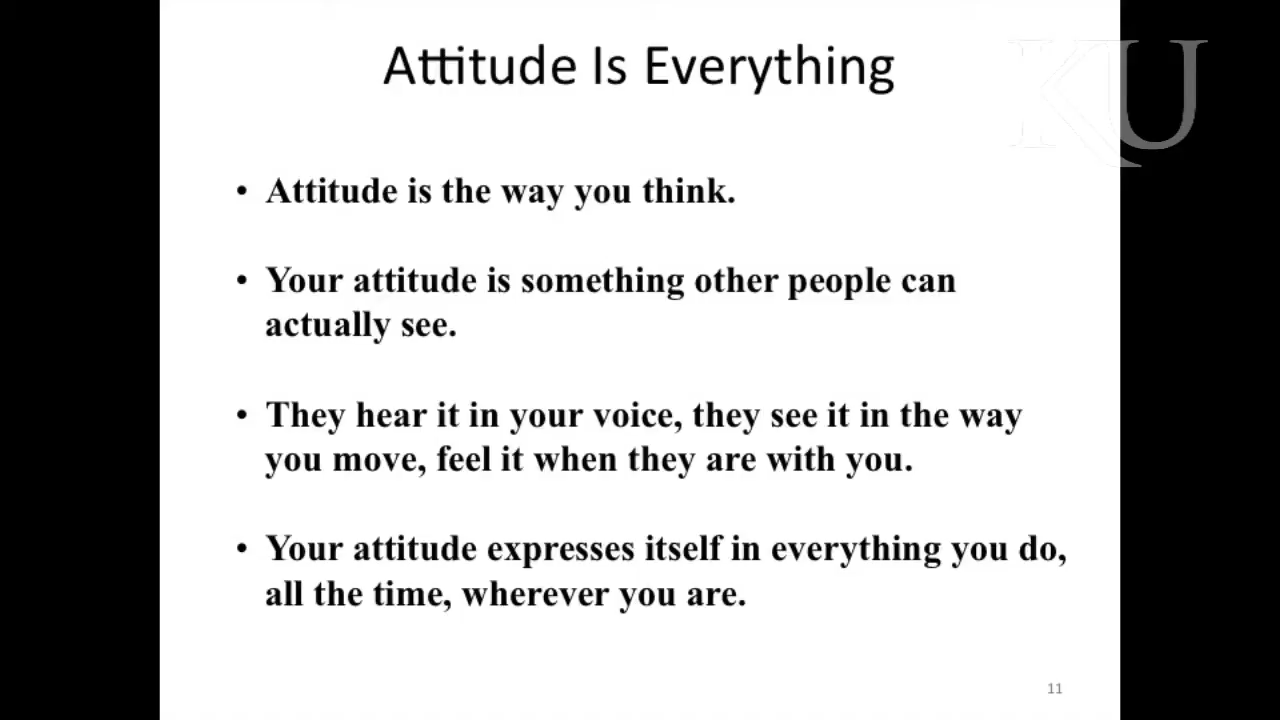 Attitude Is Everything
KU
• Attitude is the way you think.
• Your attitude is something other people can
actually see.
• They hear it in your voice, they see it in the way
you move, feel it when they are with you.
• Your attitude expresses itself in everything you do,
all the time, wherever you are.
11